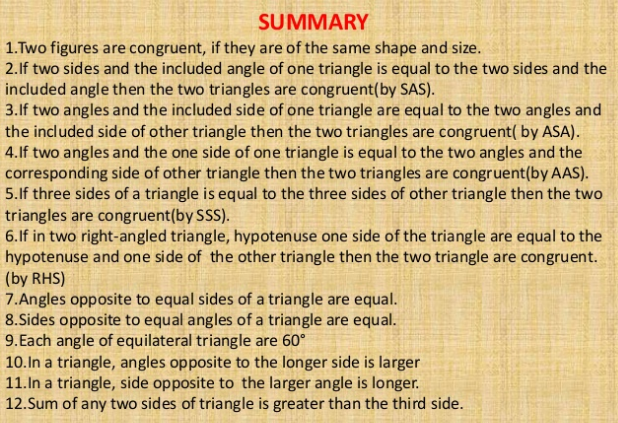 SUMMARY
1.Two figures are congruent, if they are of the same shape and size.
2.If two sides and the included angle of one triangle is equal to the two sides and the
included angle then the two triangles are congruent(by SAS).
3.If two angles and the included side of one triangle are equal to the two angles and
the included side of other triangle then the two triangles are congruent( by ASA).
4.If two angles and the one side of one triangle is equal to the two angles and the
corresponding side of other triangle then the two triangles are congruent(by AAS).
5.If three sides of a triangle is equal to the three sides of other triangle then the two
triangles are congruent(by SSS).
6.If in two right-angled triangle, hypotenuse one side of the triangle are equal to the
hypotenuse and one side of the other triangle then the two triangle are congruent.
(by RHS)
7.Angles opposite to equal sides of a triangle are equal.
8.Sides opposite to equal angles of a triangle are equal.
9.Each angle of equilateral triangle are 60°
10.In a triangle, angles opposite to the longer side is larger
11.In a triangle, side opposite to the larger angle is longer.
12.Sum of any two sides of triangle is greater than the third side.